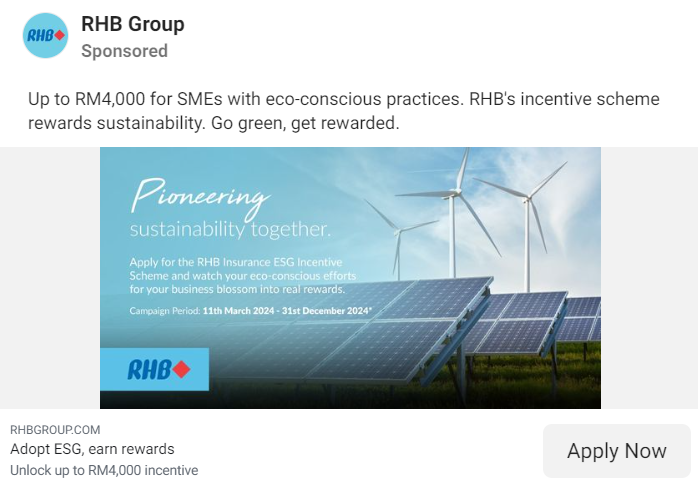 RHB
RHB Group
Sponsored
Up to RM4,000 for SMEs with eco-conscious practices. RHB's incentive scheme
rewards sustainability. Go green, get rewarded.
Pioneering
sustainability together.
Apply for the RHB Insurance ESG Incentive
Scheme and watch your eco-conscious efforts
for your business blossom into real rewards.
Campaign Period: 11th March 2024 - 31st December 2024*
RHB
RHBGROUP.COM
Adopt ESG, earn rewards
Unlock up to RM4,000 incentive
Apply Now